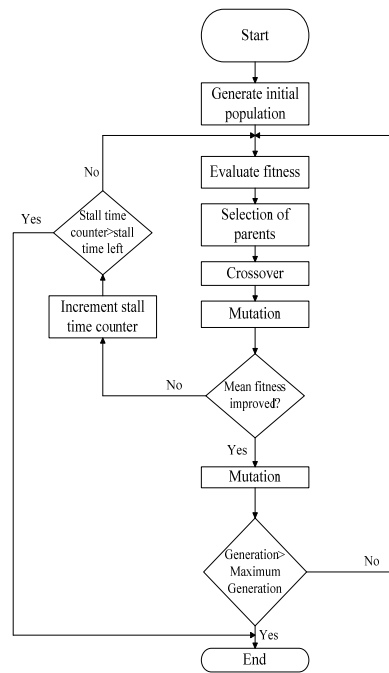 Start
Generate initial
population
No
Evaluate fitness
Yes
Stall time
counter>stall
time left
Selection of
parents
Crossover
Increment stall
time counter
Mutation
No
Mean fitness
improved?
Yes
Mutation
Generation>
Maximum
Generation
No
Yes
End